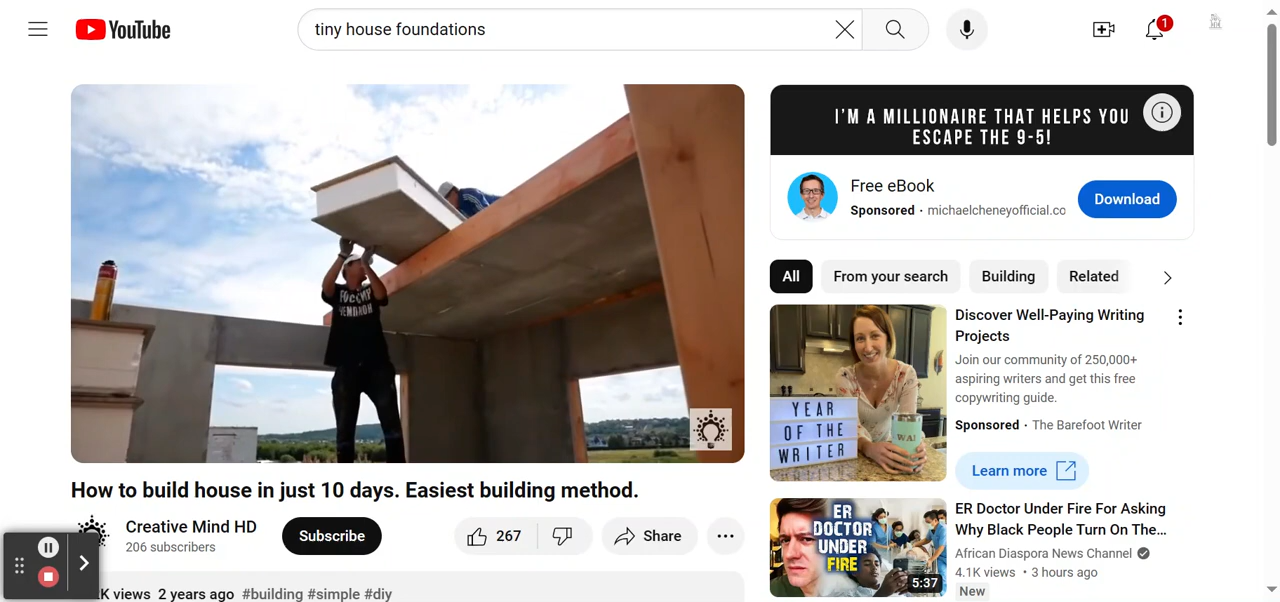 YouTube
tiny house foundations
1
I'M A MILLIONAIRE THAT HELPS YOU
ESCAPE THE 9-5!
Free eBook
Sponsored · michaelcheneyofficial.co
Download
All
From your search
Building
Related
Discover Well-Paying Writing
Projects
Join our community of 250,000+
aspiring writers and get this free
copywriting guide.
Sponsored · The Barefoot Writer
Learn more
YEAR
OF THE
WRITER
WA!
How to build house in just 10 days. Easiest building method.
Creative Mind HD
206 subscribers
Subscribe
267
Share
K views 2 years ago #building #simple #diy
ER
DOCTOR
UNDER
FIRE
5:37
ER Doctor Under Fire For Asking
Why Black People Turn On The...
African Diaspora News Channel
4.1K views • 3 hours ago
New